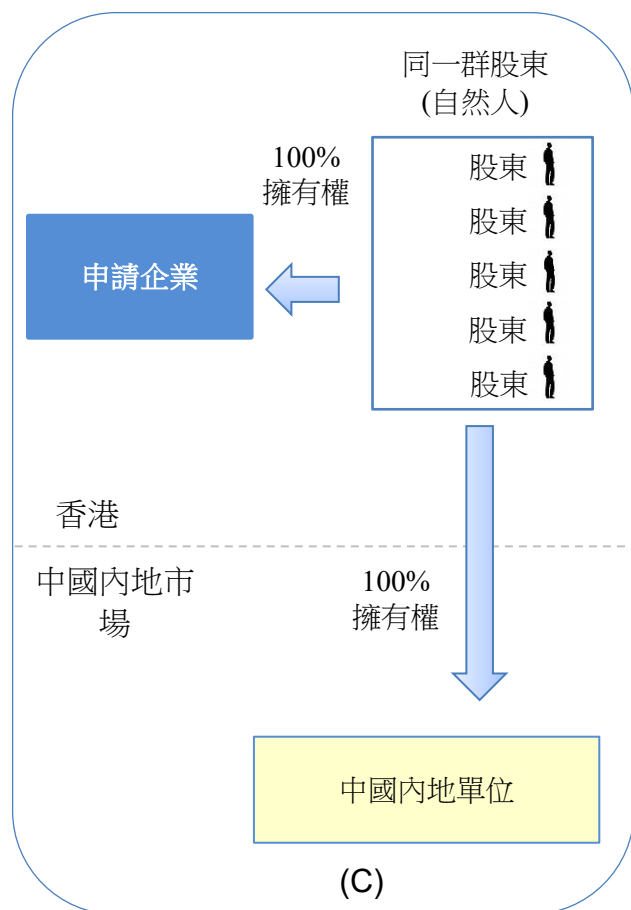 同一群股東
(自然人)
100%
擁有權
股東
股東
股東
股東
股東
申請企業
香港
中國內地市
場
100%
擁有權
中國內地單位
(C)